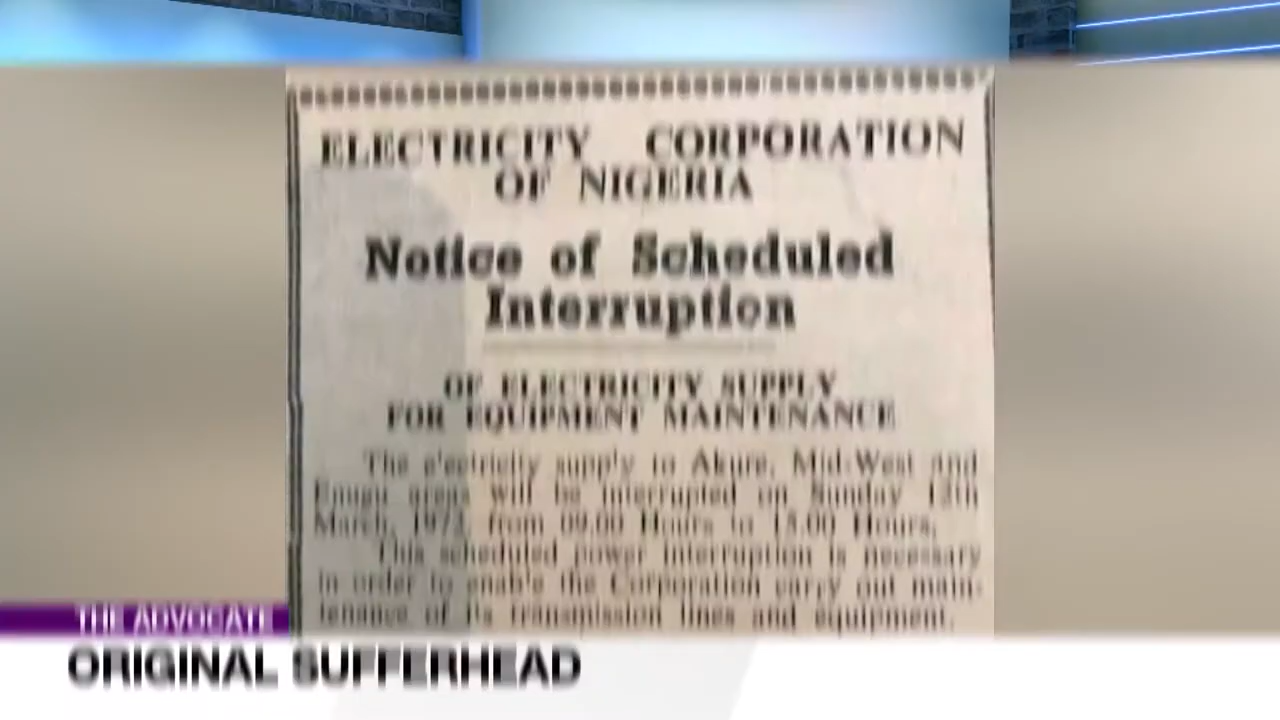 ELECTRICITY CORPORATION
OF NIGERIA
Notice of Scheduled
Interruption
OF ELECTRICITY SUPPLY
FOR EQUIPMENT MAINTENANCE
The electricity supply to Akure, Mid-West and
Enugu areas will be interrupted on Sunday 12th
March, from 09.00 Hours to Hours.
This scheduled power interruption is necessary
in order to enable the Corporation carry out main-
tenance of its transmission lines and equipment.
THE ADVOCATE
ORIGINAL SUFFERHEAD